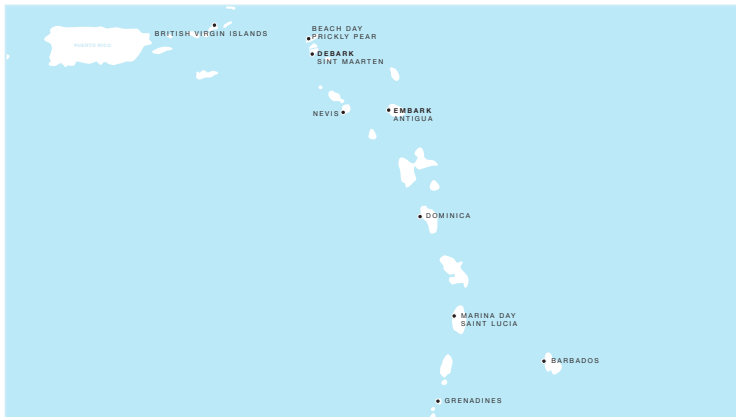 BEACH DAY
PRICKLY PEAR
BRITISH VIRGIN ISLANDS
PUERTO RICO
DEBARK
SINT MAARTEN
NEVIS
EMBARK
ANTIGUA
DOMINICA
MARINA DAY
SAINT LUCIA
BARBADOS
GRENADINES